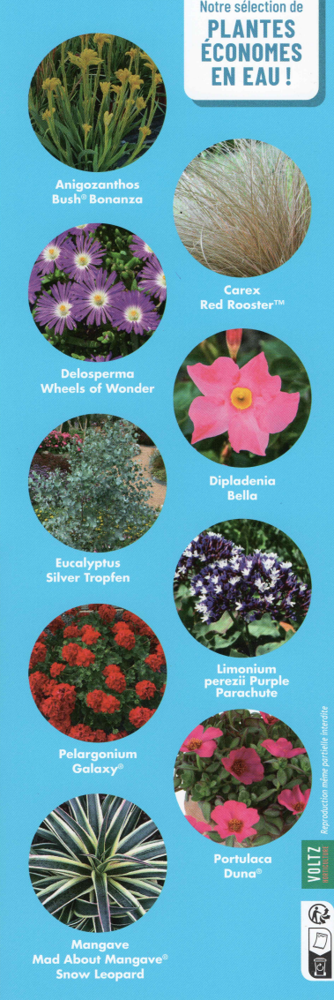 Notre sélection de
PLANTES
ÉCONOMES
EN EAU !
Anigozanthos
Bush® Bonanza
Carex
Red Rooster™
Delosperma
Wheels of Wonder
Dipladenia
Bella
Eucalyptus
Silver Tropfen
Limonium
perezii Purple
Parachute
Pelargonium
Galaxy®
Portulaca
Duna®
Mangave
Mad About Mangave®
Snow Leopard
Reproduction même partielle interdite
VOLTZ
HORTICULTURE